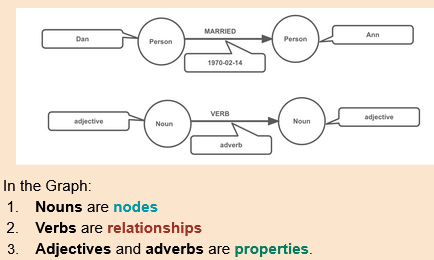 MARRIED
Dan
Person
Person
Ann
1970-02-14
VERB
adjective
Noun
Noun
adjective
adverb
In the Graph:
1. Nouns are nodes
2. Verbs are relationships
3. Adjectives and adverbs are properties.